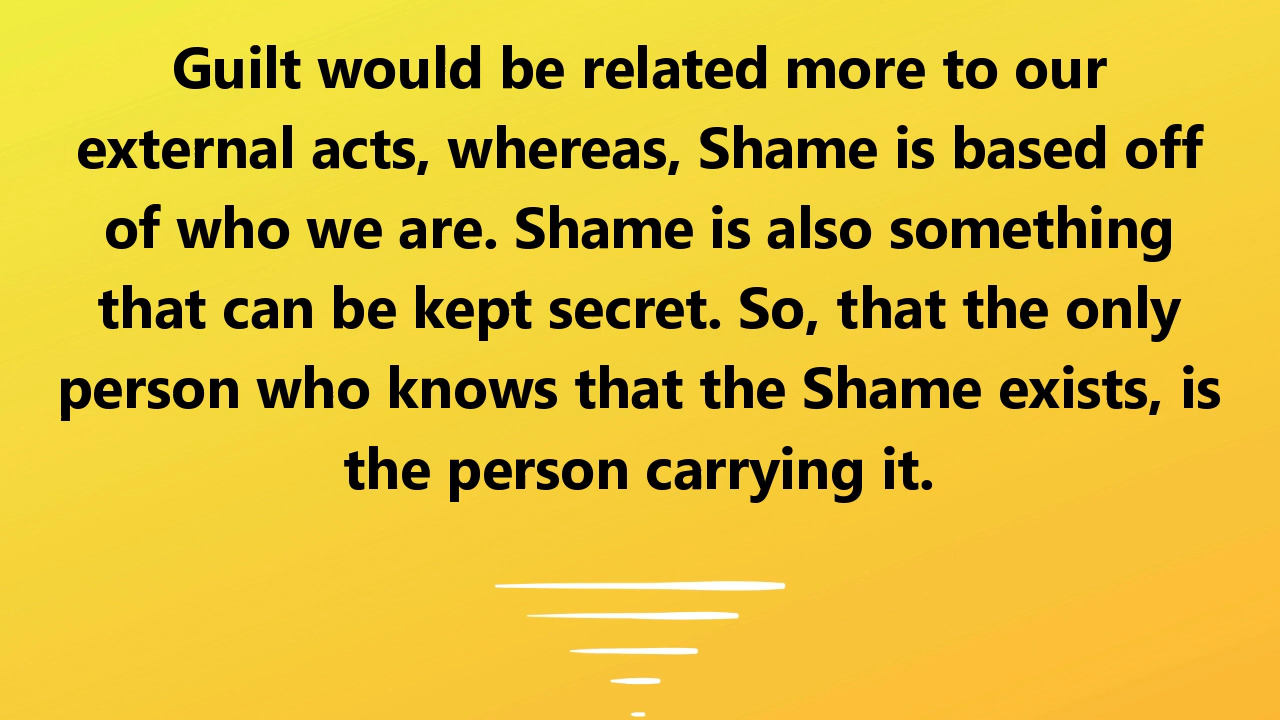 Guilt would be related more to our
external acts, whereas, Shame is based off
of who we are. Shame is also something
that can be kept secret. So, that the only
person who knows that the Shame exists, is
the person carrying it.